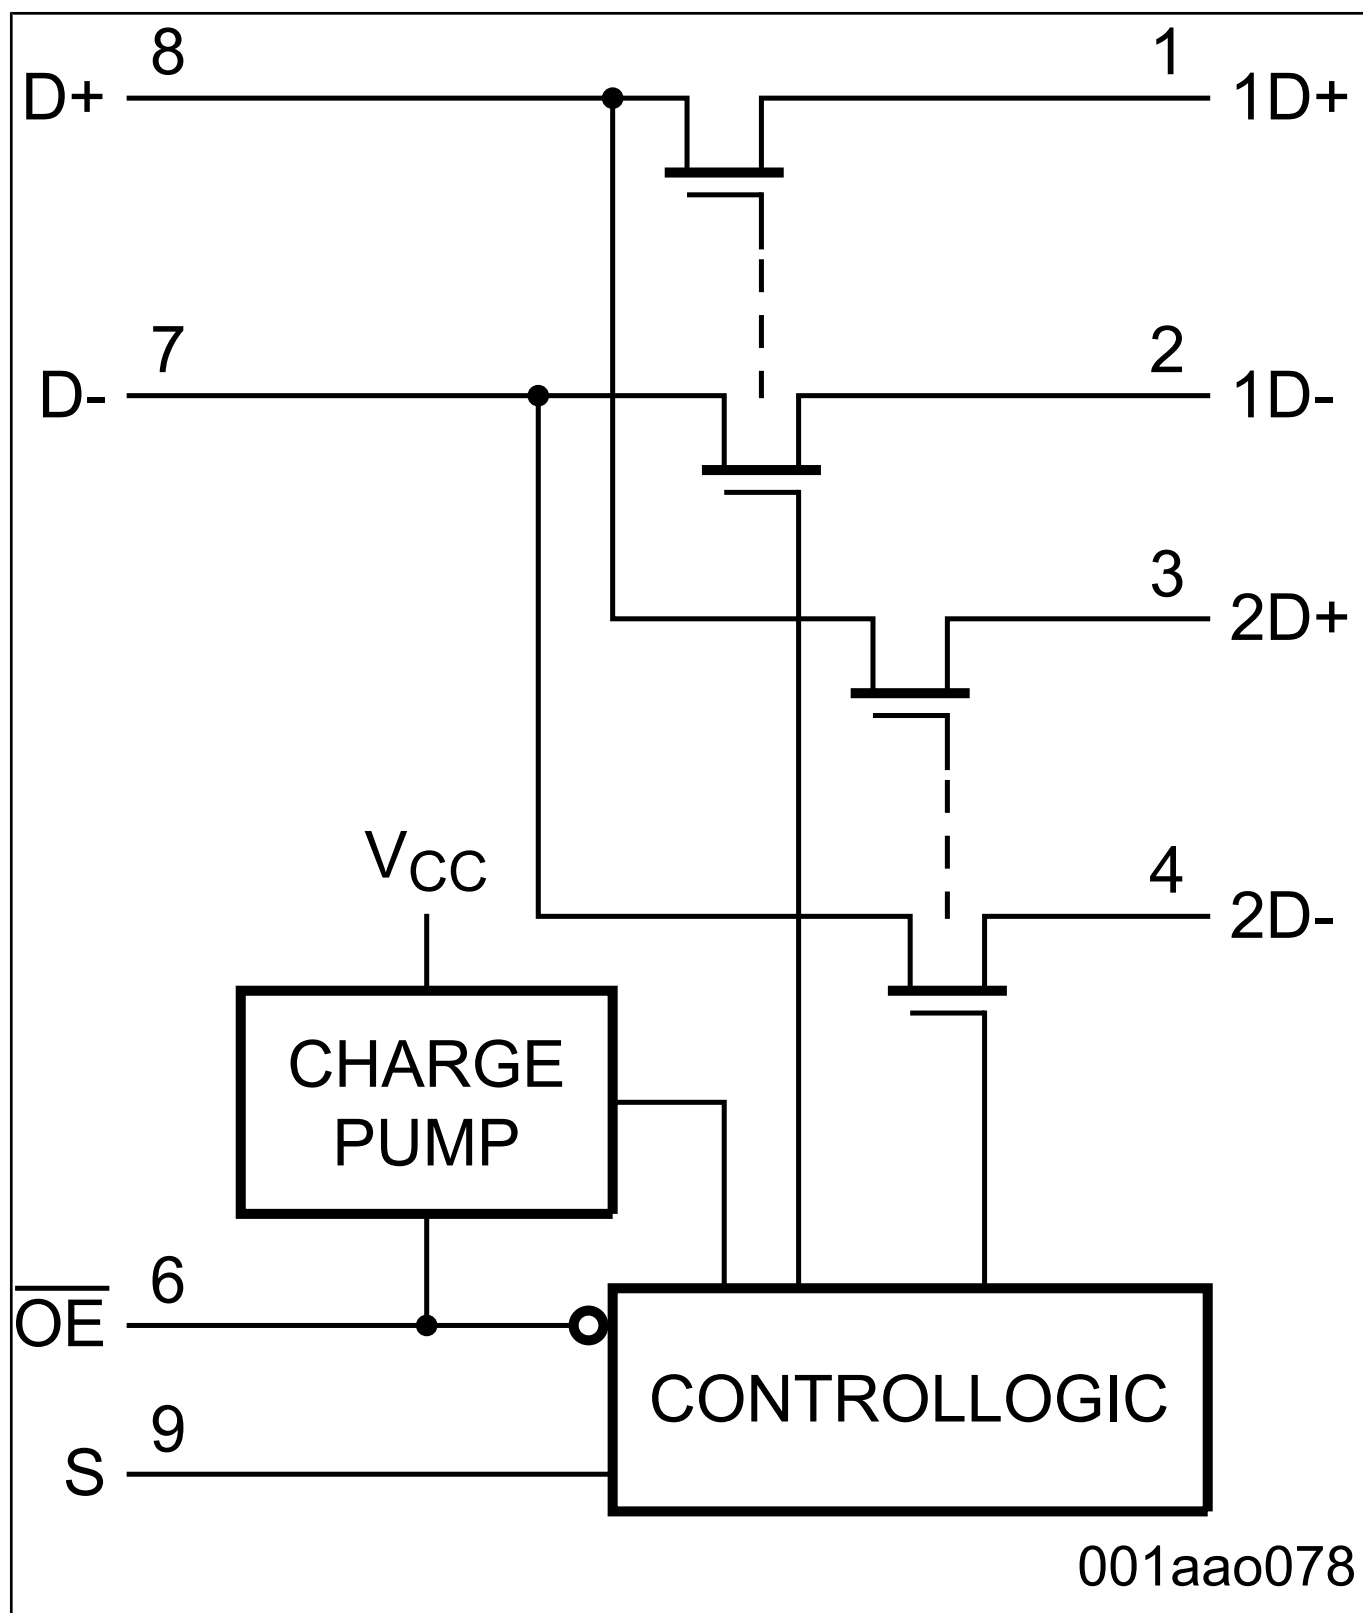 8
1
D+
1D+
7
2
D-
1D-
3
2D+
VCC
4
2D-
CHARGE
PUMP
6
OE
CONTROLLOGIC
9
S
001aao078